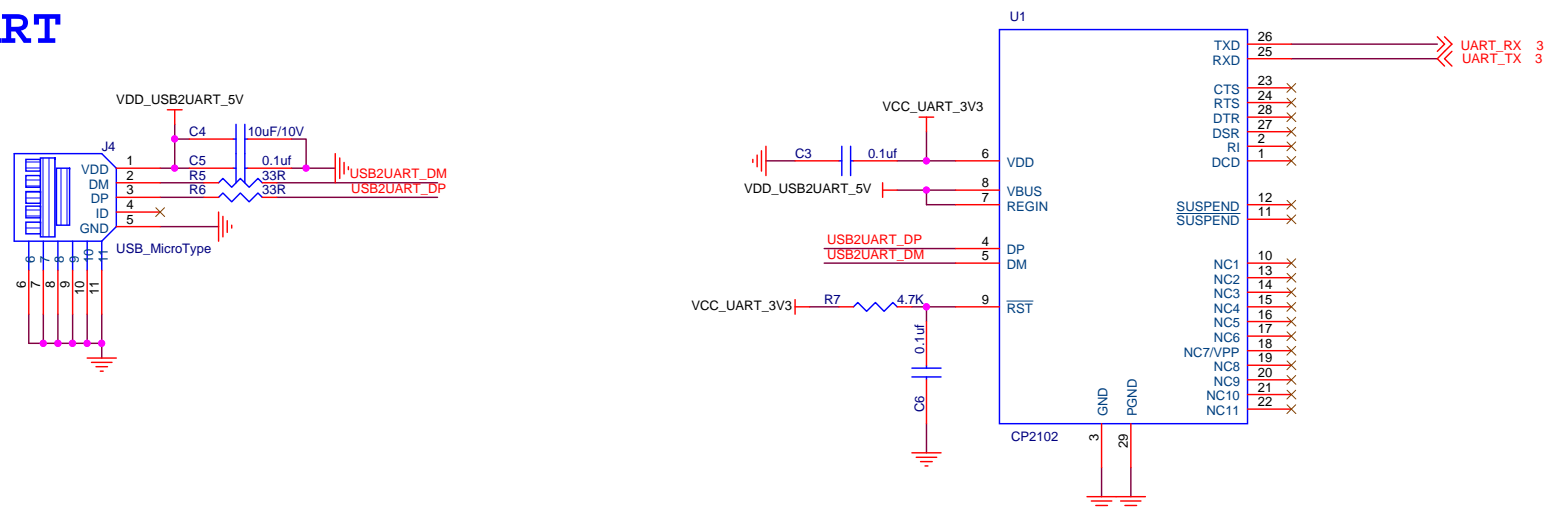 RT
VDD_USB2UART_5V
C4 10uF/10V
C5 0.1uf
J4
VDD 1
DM 2
DP 3
ID 4
GND 5
R5 33R
R6 33R
USB2UART_DM
USB2UART_DP
USB_MicroType
6 7 8 9 10 11
6 7 8 9 10 11
U1
VCC_UART_3V3
C3 0.1uf
6 VDD
VDD_USB2UART_5V
8 VBUS
7 REGIN
USB2UART_DP
4 DP
USB2UART_DM
5 DM
VCC_UART_3V3
R7 4.7K
9 RST
0.1uf
C6
TXD 26
RXD 25
UART_RX 3
UART_TX 3
CTS 23
RTS 24
DTR 28
DSR 27
RI 2
DCD 1
SUSPEND 12
SUSPEND 11
NC1 10
NC2 13
NC3 14
NC4 15
NC5 16
NC6 17
NC7/VPP 18
NC8 19
NC9 20
NC10 21
NC11 22
GND
PGND
CP2102
3
29